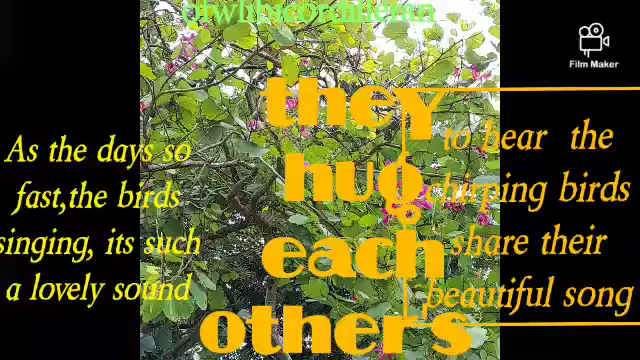 Film Maker
they
hug
each
others
As the days so
fast,the birds
singing, its such
a lovely sound
to hear the
chirping birds
share their
beautiful song